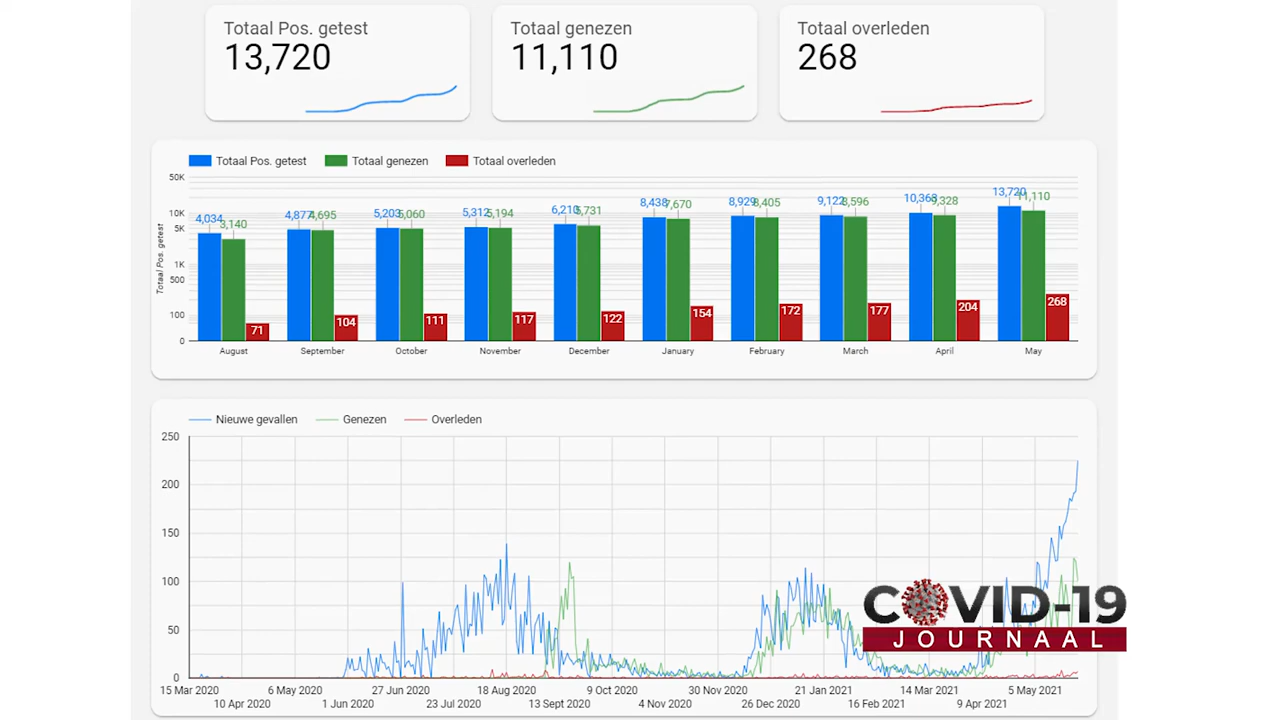 Totaal Pos. getest Totaal genezen Totaal overleden
13,720 11,110 268
Totaal Pos. getest Totaal genezen Totaal overleden
50K
10K
5K
1K
500
100
0
Totaal Pos. getest
4,034 3,140 71
4,877 4,695 104
5,203 5,060 111
5,312 5,194 117
6,210 5,731 122
8,438 7,670 154
8,929 8,405 172
9,122 8,596 177
10,368 9,328 204
13,720 11,110 268
August September October November December January February March April May
Nieuwe gevallen Genezen Overleden
250
200
150
100
50
0
15 Mar 2020 6 May 2020 27 Jun 2020 18 Aug 2020 9 Oct 2020 30 Nov 2020 21 Jan 2021 14 Mar 2021 5 May 2021
10 Apr 2020 1 Jun 2020 23 Jul 2020 13 Sept 2020 4 Nov 2020 26 Dec 2020 16 Feb 2021 9 Apr 2021
COVID-19
JOURNAAL